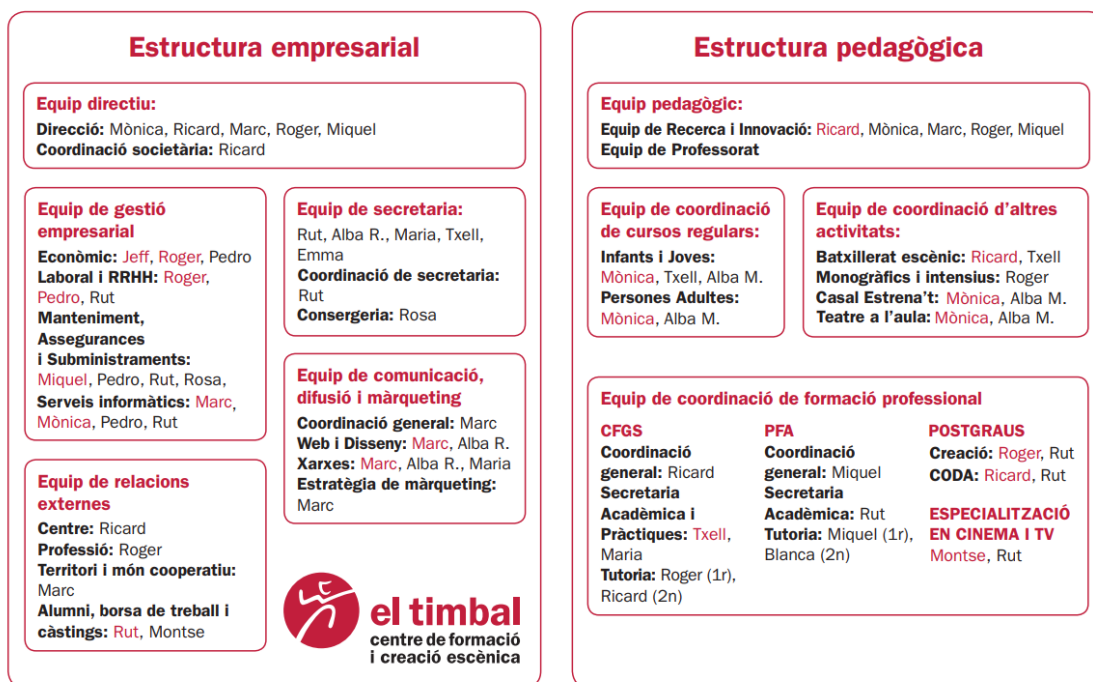 Estructura empresarial
Equip directiu:
Direcció: Mònica, Ricard, Marc, Roger, Miquel
Coordinació societària: Ricard
Equip de gestió
empresarial
Econòmic: Jeff, Roger, Pedro
Laboral i RRHH: Roger,
Pedro, Rut
Manteniment,
Assegurances
i Subministraments:
Miquel, Pedro, Rut, Rosa,
Serveis informàtics: Marc,
Mònica, Pedro, Rut
Equip de relacions
externes
Centre: Ricard
Professió: Roger
Territori i món cooperatiu:
Marc
Alumni, borsa de treball i
càstings: Rut, Montse
Equip de secretaria:
Rut, Alba R., Maria, Txell,
Emma
Coordinació de secretaria:
Rut
Consergeria: Rosa
Equip de comunicació,
difusió i màrqueting
Coordinació general: Marc
Web i Disseny: Marc, Alba R.
Xarxes: Marc, Alba R., Maria
Estratègia de màrqueting:
Marc
el timbal
centre de formació
i creació escènica
Estructura pedagògica
Equip pedagògic:
Equip de Recerca i Innovació: Ricard, Mònica, Marc, Roger, Miquel
Equip de Professorat
Equip de coordinació
de cursos regulars:
Infants i Joves:
Mònica, Txell, Alba M.
Persones Adultes:
Mònica, Alba M.
Equip de coordinació d’altres
activitats:
Batxillerat escènic: Ricard, Txell
Monogràfics i intensius: Roger
Casal Estrena’t: Mònica, Alba M.
Teatre a l’aula: Mònica, Alba M.
Equip de coordinació de formació professional
CFGS
Coordinació
general: Ricard
Secretaria
Acadèmica i
Pràctiques: Txell,
Maria
Tutoria: Roger (1r),
Ricard (2n)
PFA
Coordinació
general: Miquel
Secretaria
Acadèmica: Rut
Tutoria: Miquel (1r),
Blanca (2n)
POSTGRAUS
Creació: Roger, Rut
CODA: Ricard, Rut
ESPECIALITZACIÓ
EN CINEMA I TV
Montse, Rut